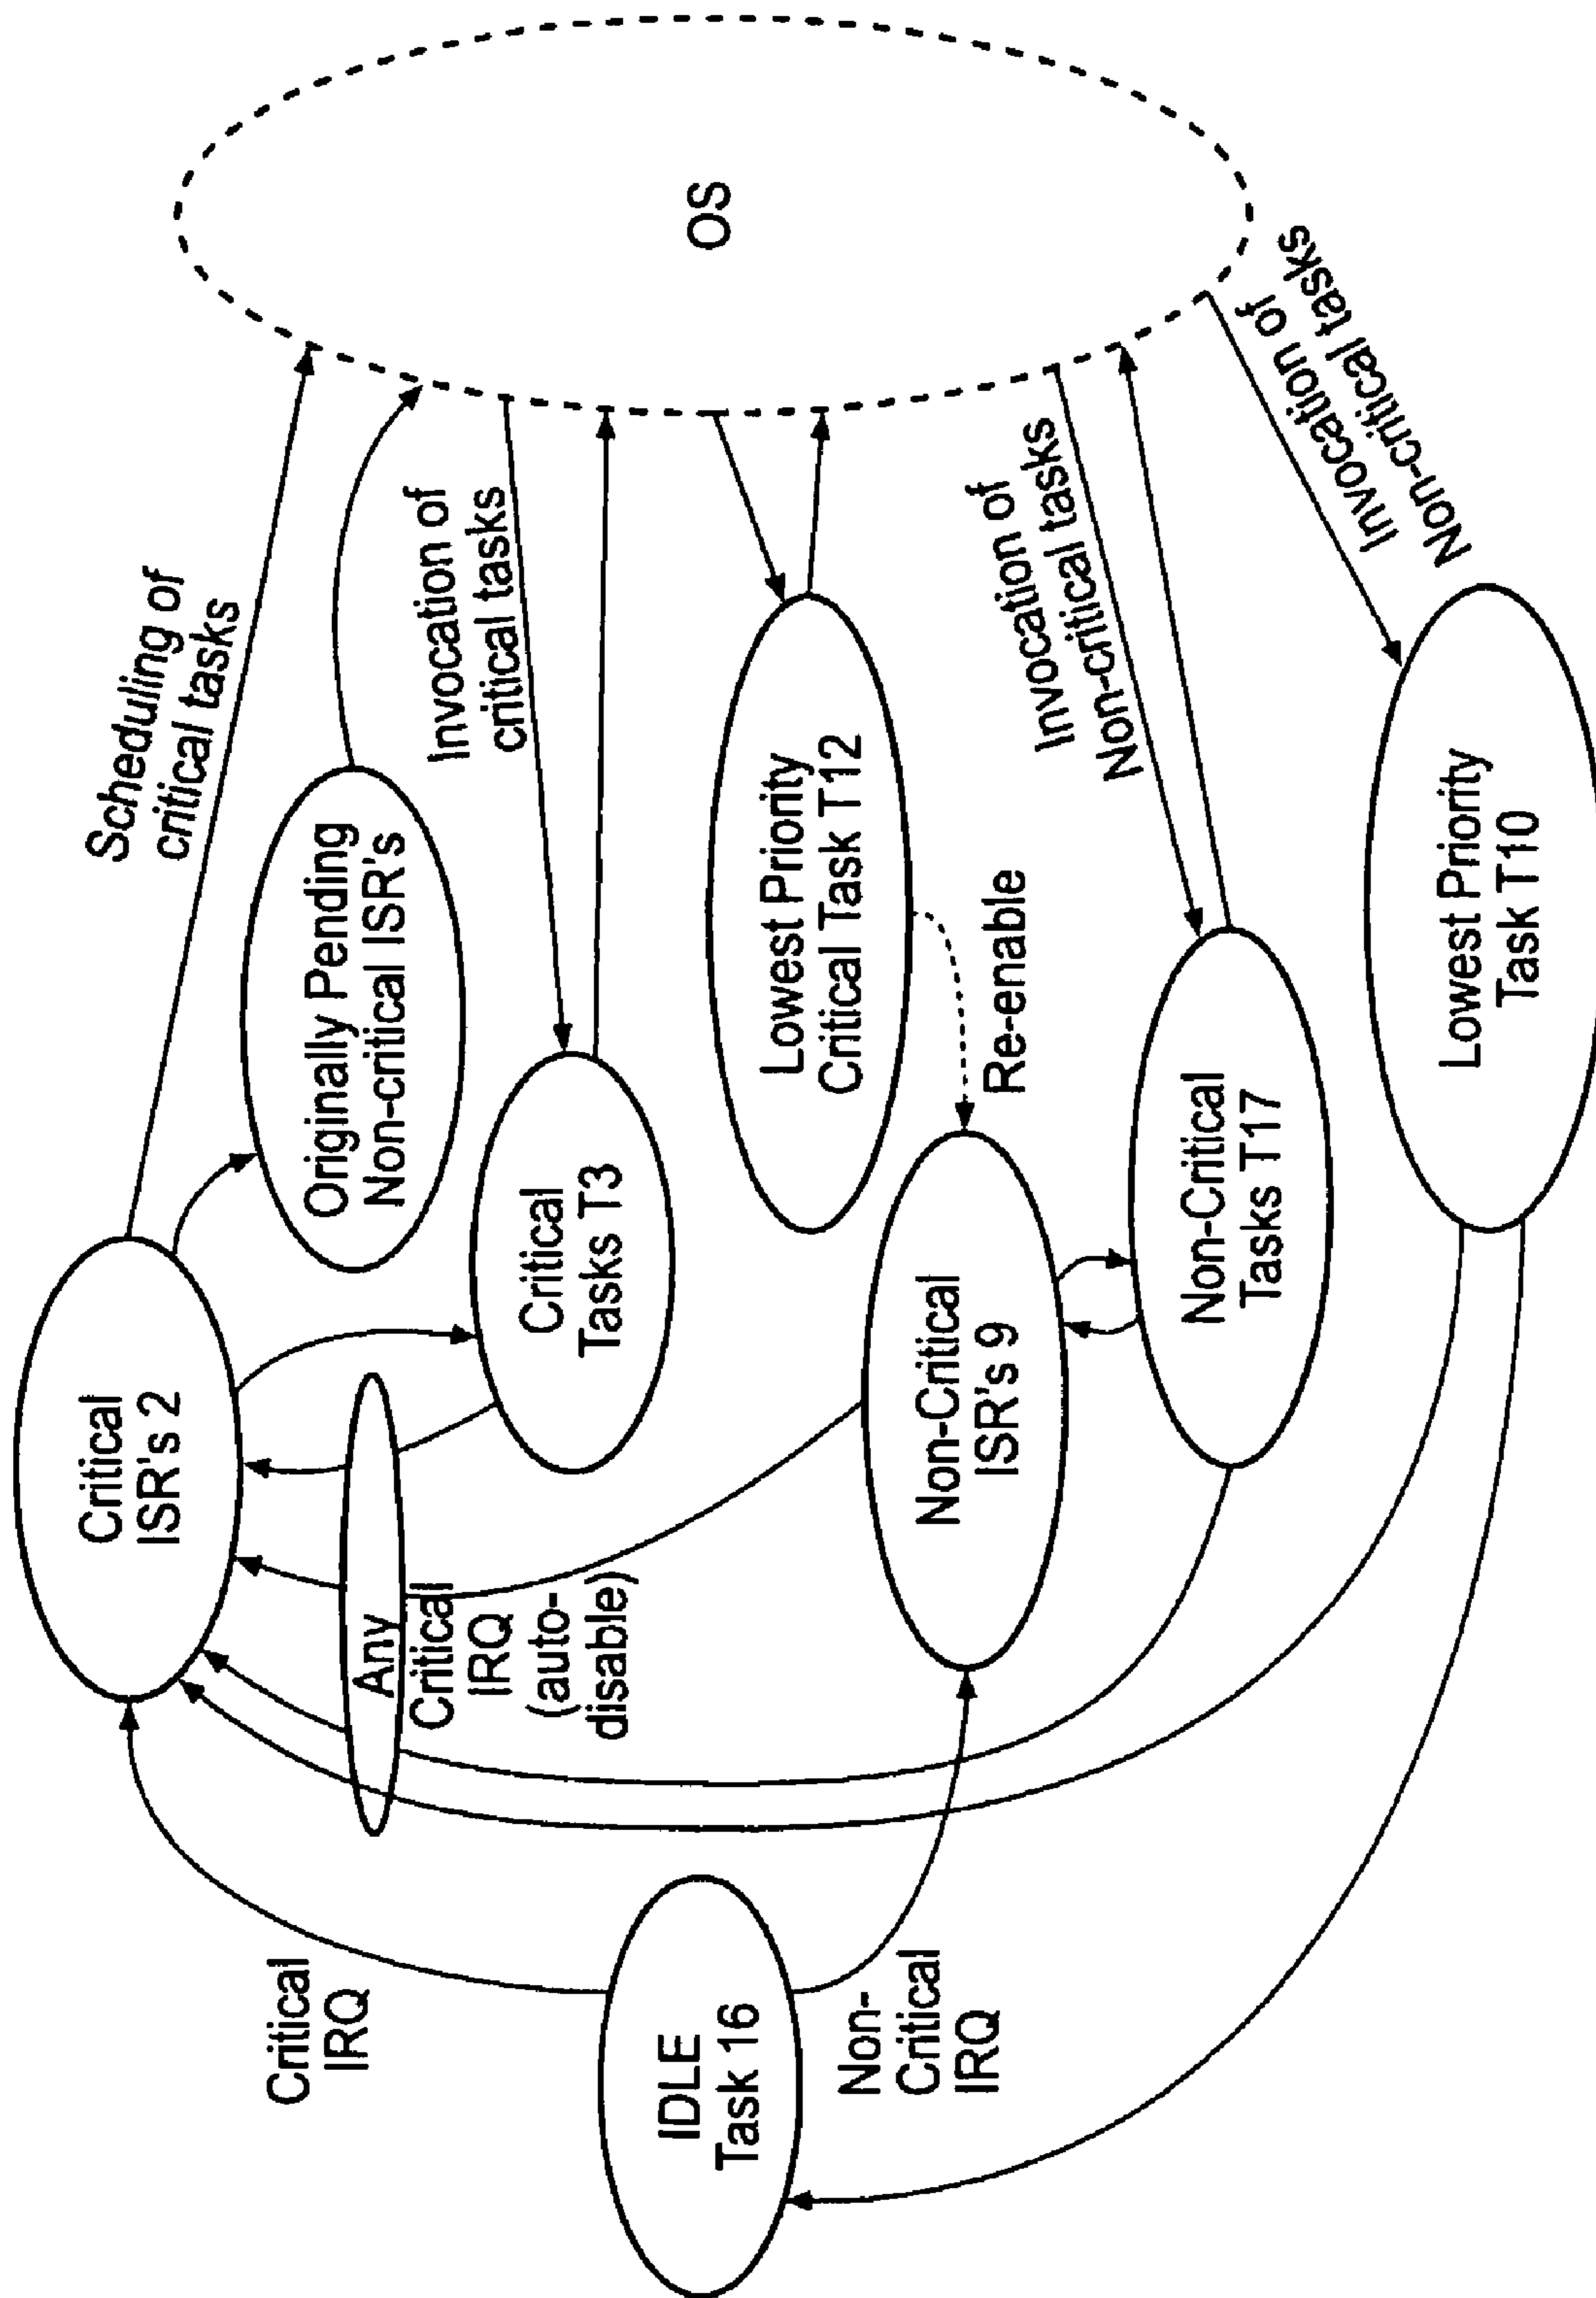 Critical
ISR's 2
Scheduling of
critical tasks
Originally Pending
Non-critical ISR's
Critical
IRQ
Any
Critical
IRQ
(auto-
disable)
Critical
Tasks T3
Invocation of
critical tasks
OS
IDLE
Task 16
Lowest Priority
Critical Task T12
Non-
Critical
IRQ
Non-Critical
ISR's 9
Re-enable
Invocation of
Non-critical tasks
Non-Critical
Tasks T17
Invocation of
Non-critical tasks
Lowest Priority
Task T10